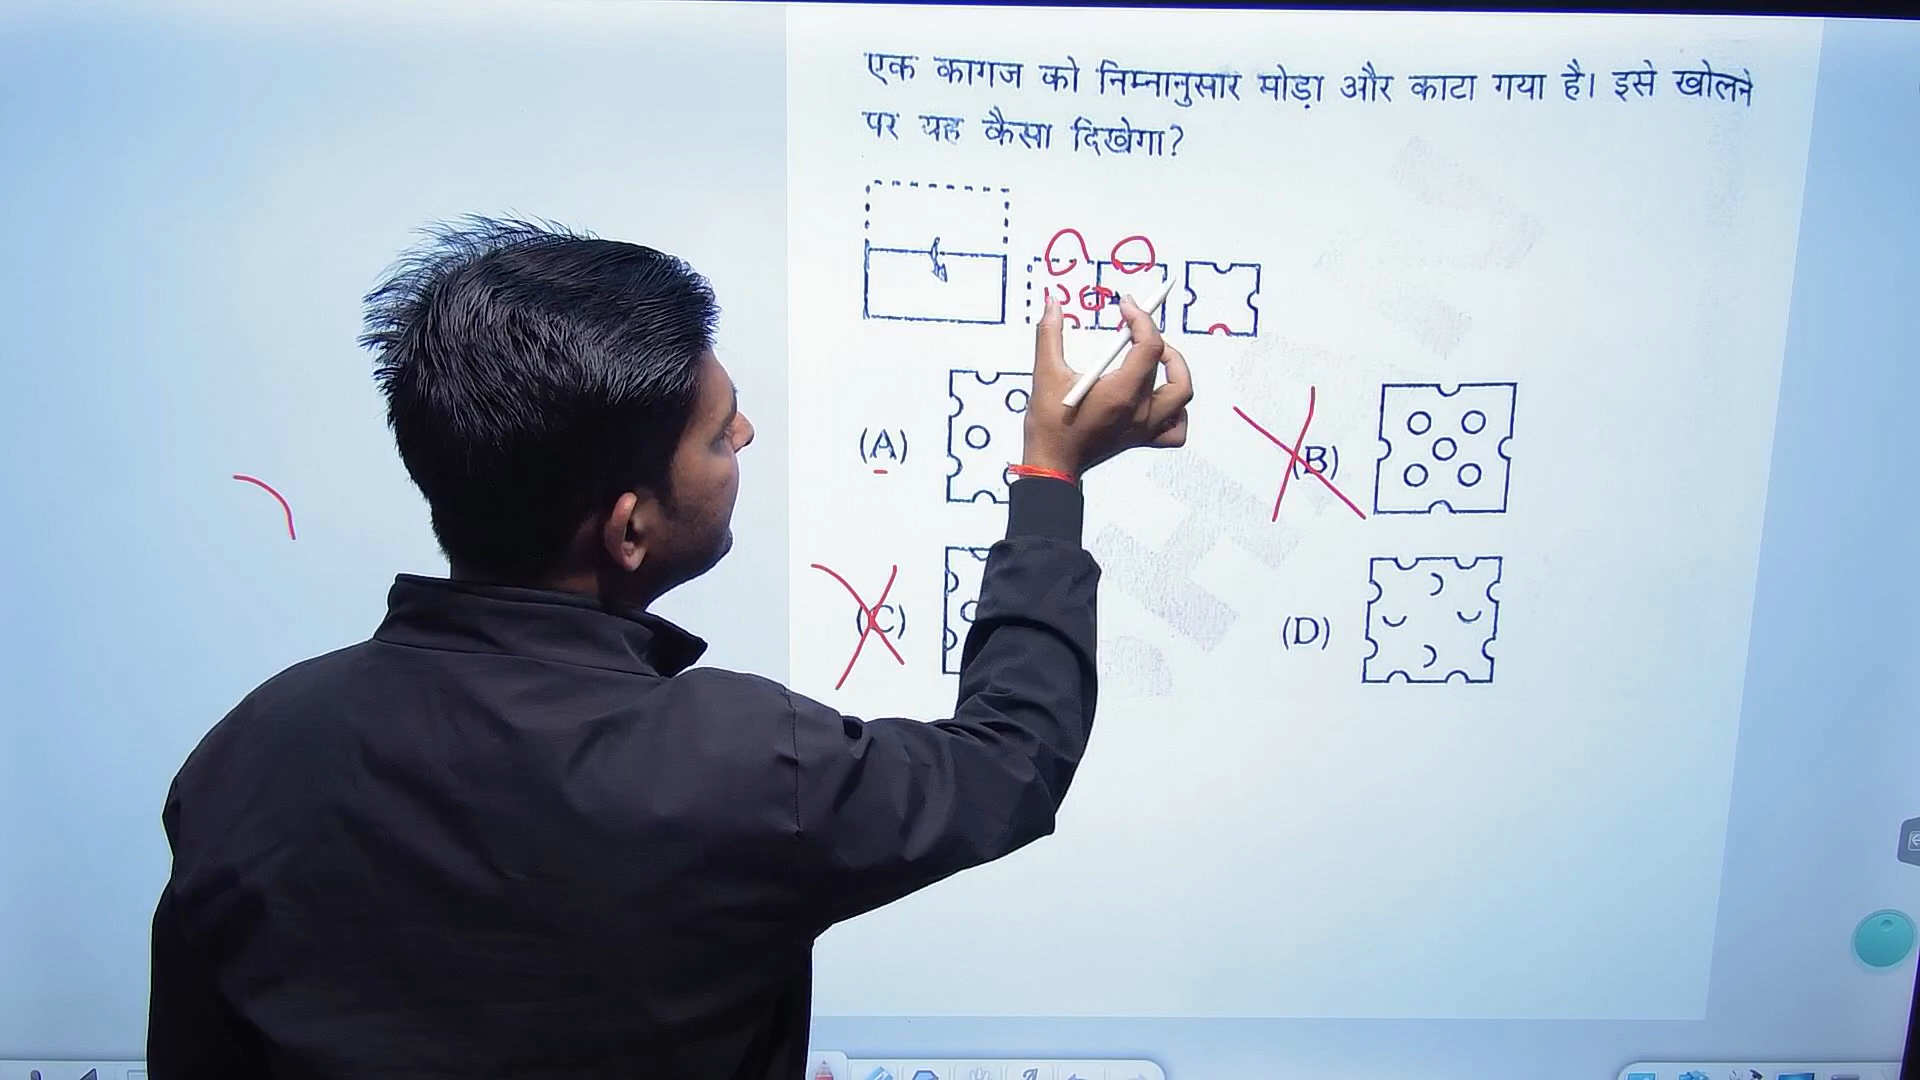 एक कागज को निम्नानुसार मोड़ा और काटा गया है। इसे खोलने
पर यह कैसा दिखेगा?
(A)
(B)
(C)
(D)